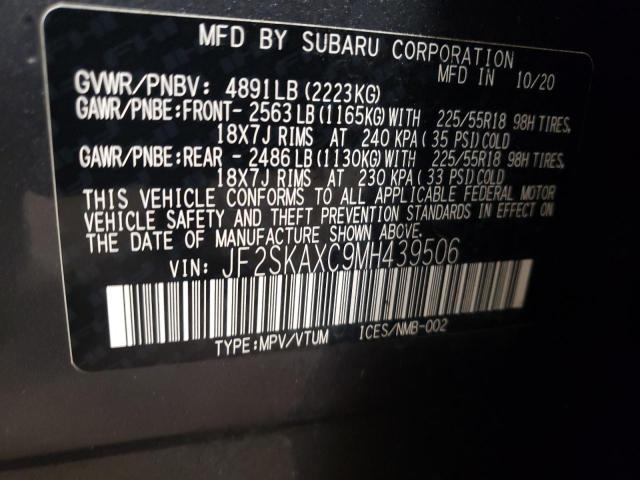 MFD BY SUBARU CORPORATION
MFD IN 10/20
GVWR/PNBV: 4891LB (2223KG)
GAWR/PNBE:FRONT- 2563LB(1165KG)WITH 225/55R18 98H TIRES,
18X7J RIMS AT 240 KPA( 35 PSI)COLD
GAWR/PNBE:REAR - 2486LB(1130KG)WITH 225/55R18 98H TIRES,
18X7J RIMS AT 230 KPA( 33 PSI)COLD
THIS VEHICLE CONFORMS TO ALL APPLICABLE FEDERAL MOTOR
VEHICLE SAFETY AND THEFT PREVENTION STANDARDS IN EFFECT ON
THE DATE OF MANUFACTURE SHOWN ABOVE.
VIN: JF2SKAXC9MH439506
TYPE:MPV/VTUM ICES/NMB-002